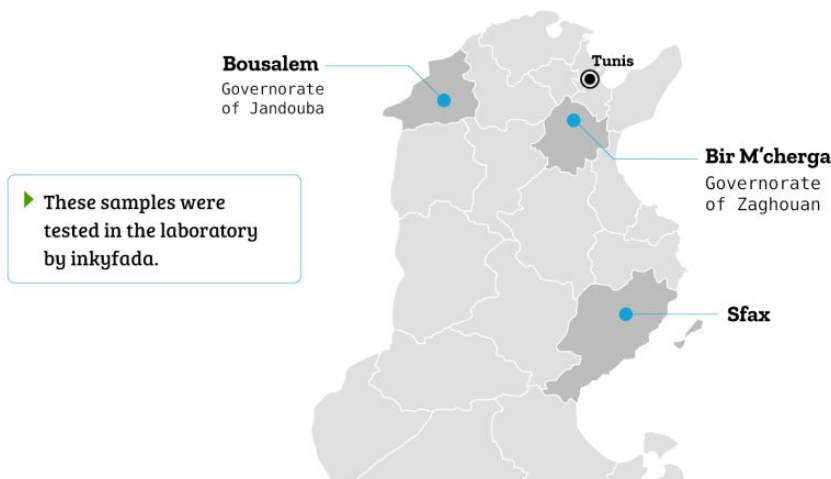 Bousalem
Governorate
of Jandouba
Tunis
Bir M'cherga
Governorate
of Zaghouan
These samples were
tested in the laboratory
by inkyfada.
Sfax